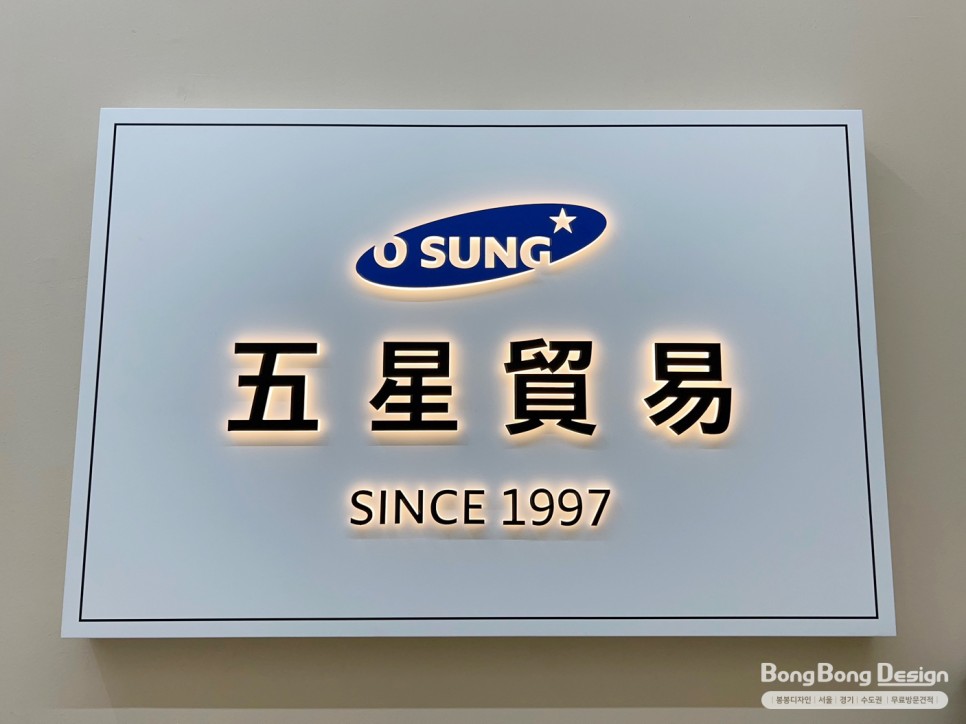 O SUNG
五星貿易
SINCE 1997
BongBong Design
| 봉봉디자인 | 서울 | 경기 | 수도권 | 무료방문견적 |